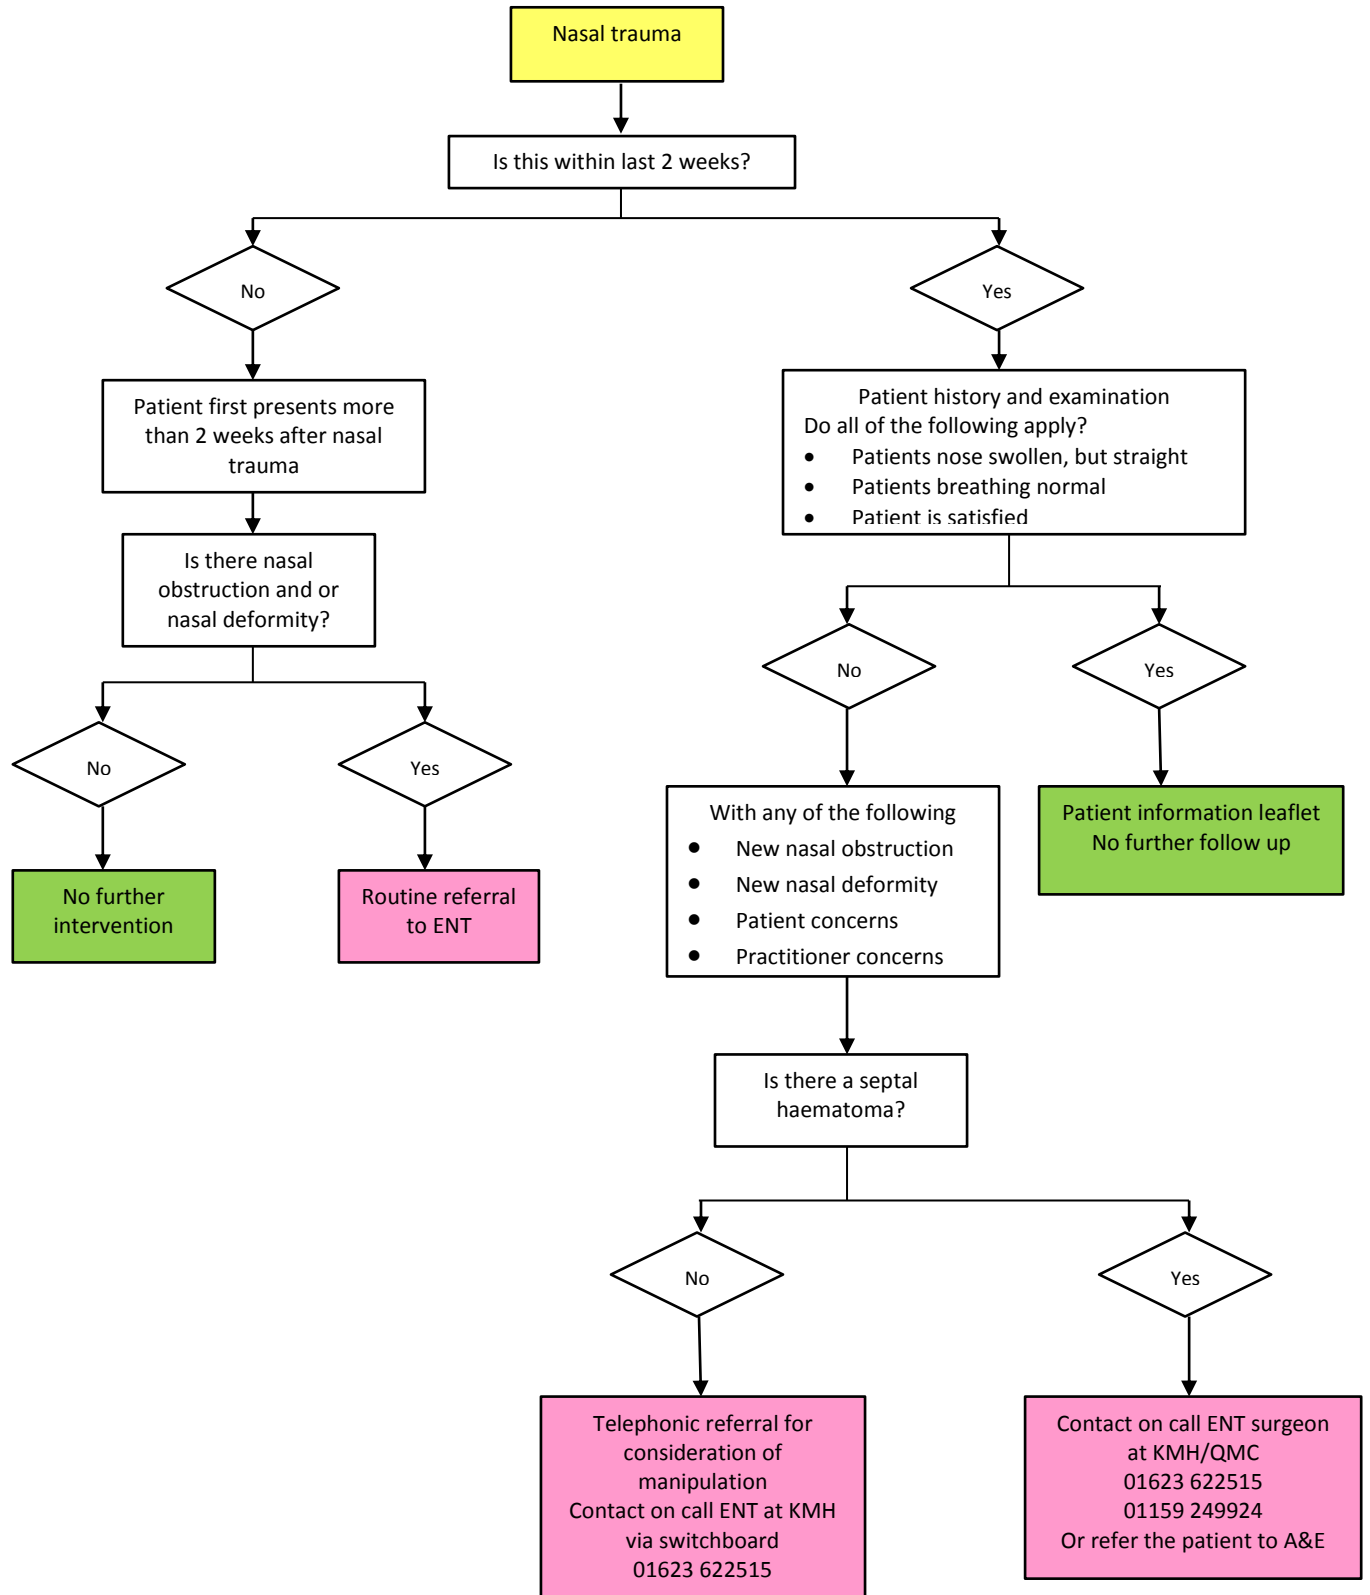 Nasal trauma
Is this within last 2 weeks?
No
Yes
Patient first presents more
than 2 weeks after nasal
trauma
Patient history and examination
Do all of the following apply?
• Patients nose swollen, but straight
• Patients breathing normal
• Patient is satisfied
Is there nasal
obstruction and or
nasal deformity?
No
Yes
No
Yes
No further
intervention
Routine referral
to ENT
With any of the following
• New nasal obstruction
• New nasal deformity
• Patient concerns
• Practitioner concerns
Patient information leaflet
No further follow up
Is there a septal
haematoma?
No
Yes
Telephonic referral for
consideration of
manipulation
Contact on call ENT at KMH
via switchboard
01623 622515
Contact on call ENT surgeon
at KMH/QMC
01623 622515
01159 249924
Or refer the patient to A&E